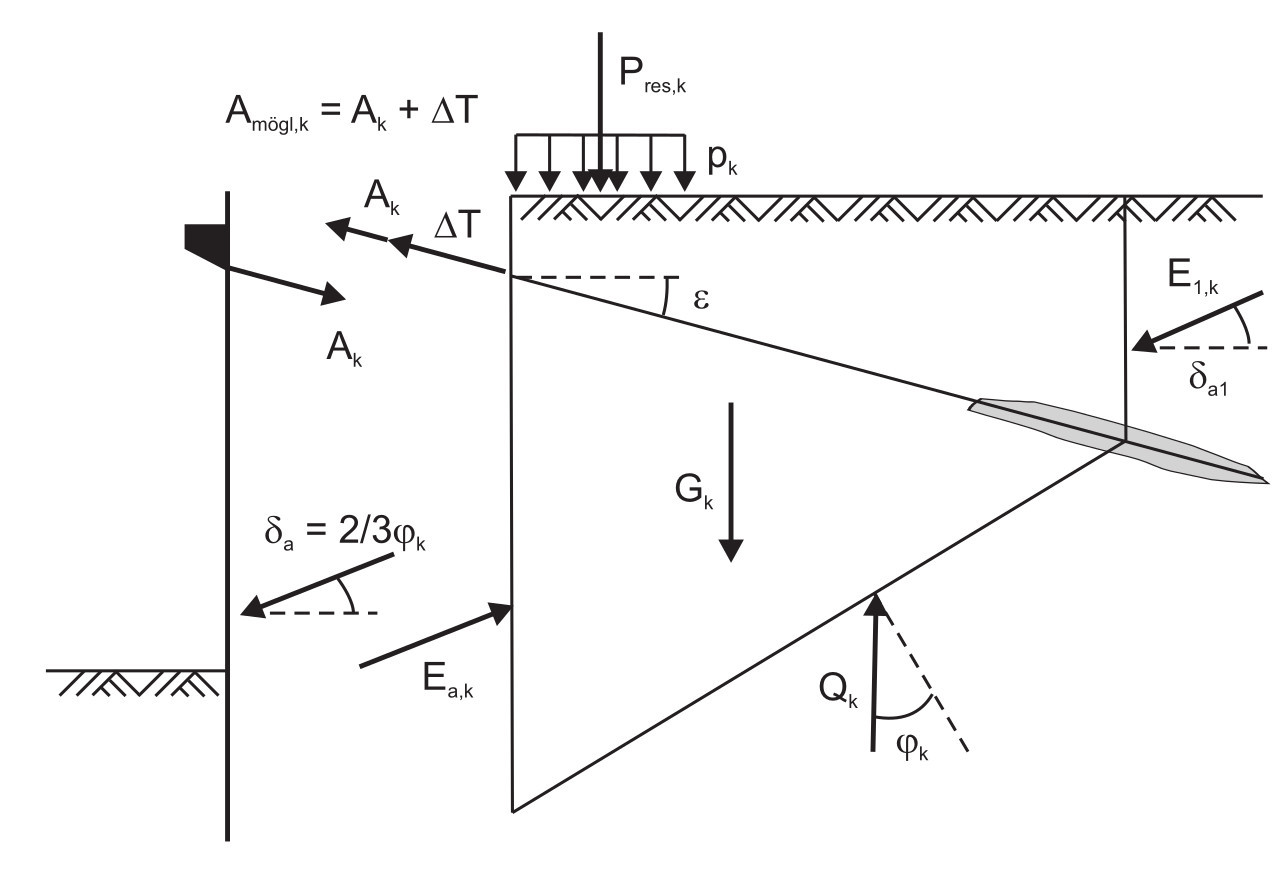 P_res,k
A_mögl,k = A_k + ΔT
p_k
A_k
ΔT
E_1,k
ε
A_k
δ_a1
G_k
δ_a = 2/3φ_k
E_a,k
Q_k
φ_k